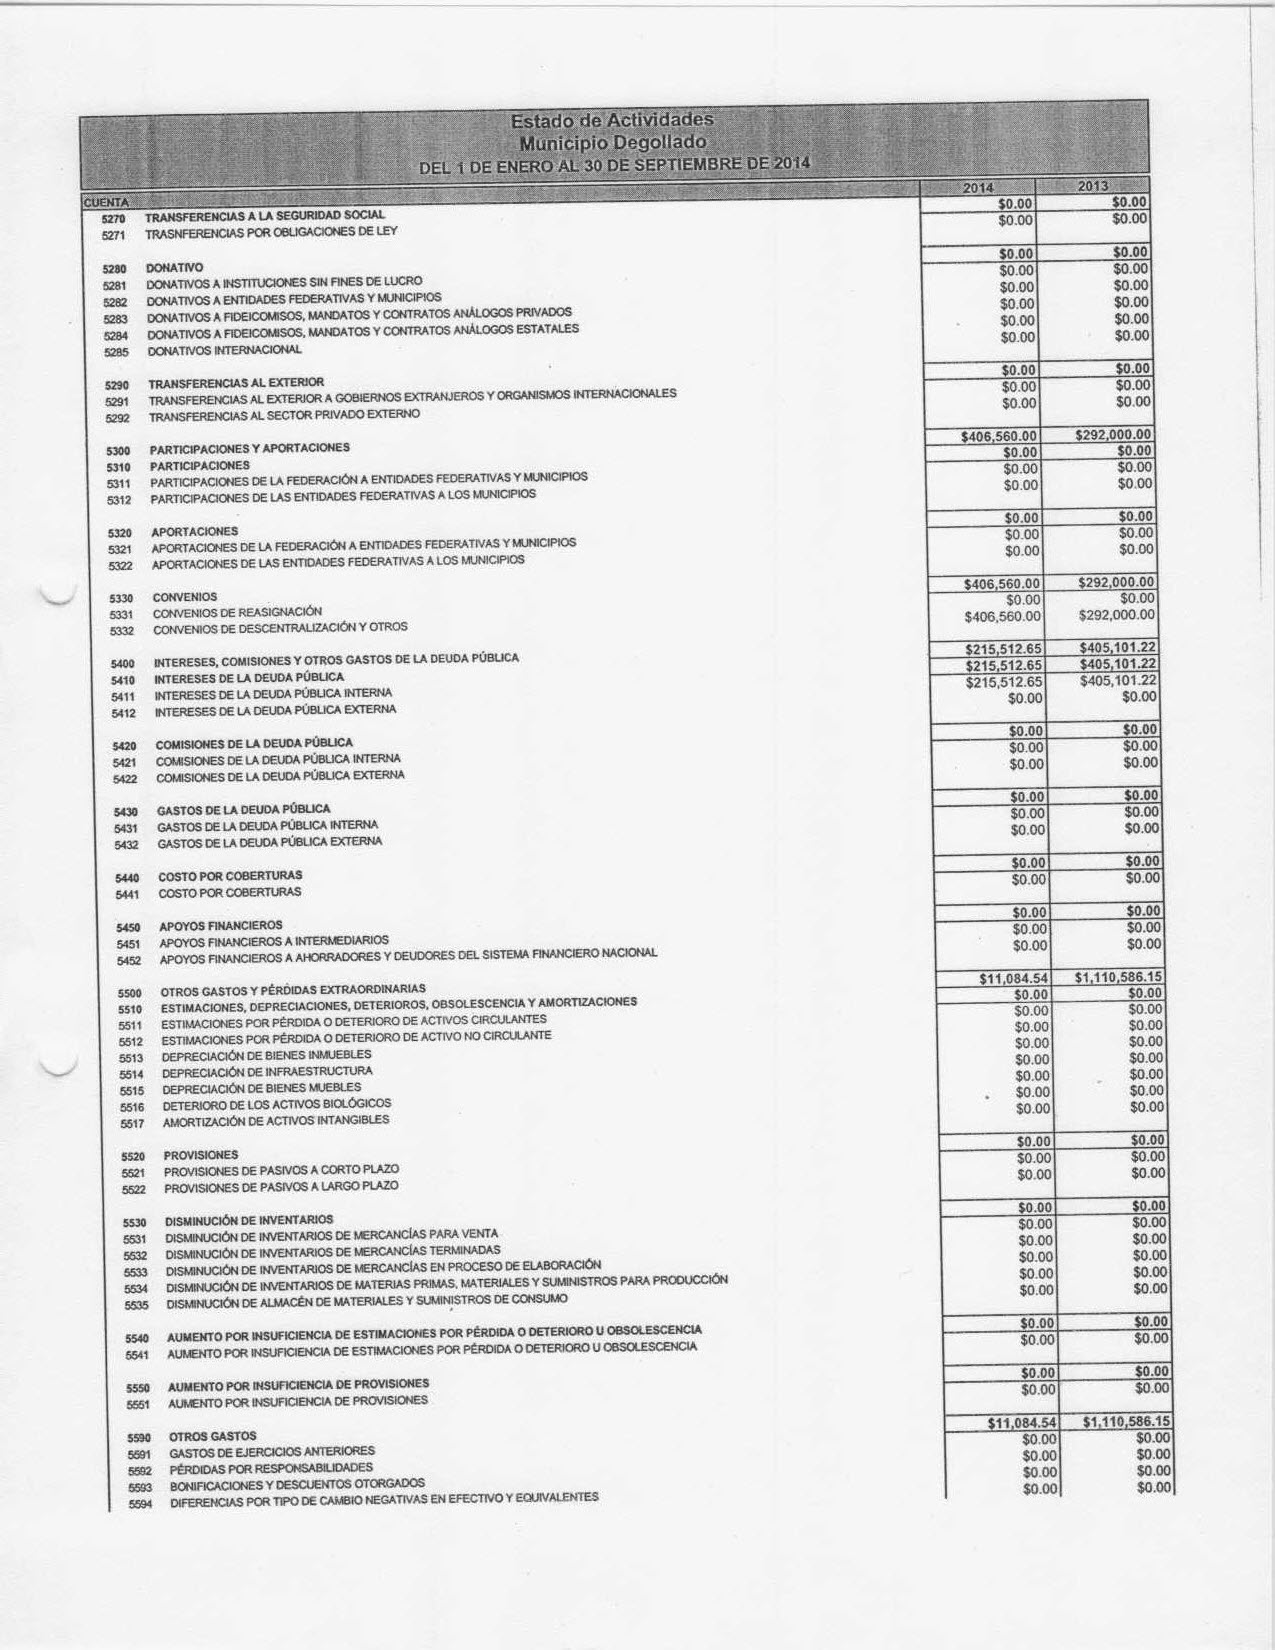 Estado de Actividades
Municipio Degollado
DEL 1 DE ENERO AL 30 DE SEPTIEMBRE DE 2014
CUENTA 2014 2013
5270 TRANSFERENCIAS A LA SEGURIDAD SOCIAL $0.00 $0.00
5271 TRASNFERENCIAS POR OBLIGACIONES DE LEY $0.00 $0.00
5280 DONATIVO $0.00 $0.00
5281 DONATIVOS A INSTITUCIONES SIN FINES DE LUCRO $0.00 $0.00
5282 DONATIVOS A ENTIDADES FEDERATIVAS Y MUNICIPIOS $0.00 $0.00
5283 DONATIVOS A FIDEICOMISOS, MANDATOS Y CONTRATOS ANÁLOGOS PRIVADOS $0.00 $0.00
5284 DONATIVOS A FIDEICOMISOS, MANDATOS Y CONTRATOS ANÁLOGOS ESTATALES $0.00 $0.00
5285 DONATIVOS INTERNACIONAL $0.00 $0.00
5290 TRANSFERENCIAS AL EXTERIOR $0.00 $0.00
5291 TRANSFERENCIAS AL EXTERIOR A GOBIERNOS EXTRANJEROS Y ORGANISMOS INTERNACIONALES $0.00 $0.00
5292 TRANSFERENCIAS AL SECTOR PRIVADO EXTERNO $0.00 $0.00
5300 PARTICIPACIONES Y APORTACIONES $406,560.00 $292,000.00
5310 PARTICIPACIONES $0.00 $0.00
5311 PARTICIPACIONES DE LA FEDERACIÓN A ENTIDADES FEDERATIVAS Y MUNICIPIOS $0.00 $0.00
5312 PARTICIPACIONES DE LAS ENTIDADES FEDERATIVAS A LOS MUNICIPIOS $0.00 $0.00
5320 APORTACIONES $0.00 $0.00
5321 APORTACIONES DE LA FEDERACIÓN A ENTIDADES FEDERATIVAS Y MUNICIPIOS $0.00 $0.00
5322 APORTACIONES DE LAS ENTIDADES FEDERATIVAS A LOS MUNICIPIOS $0.00 $0.00
5330 CONVENIOS $406,560.00 $292,000.00
5331 CONVENIOS DE REASIGNACIÓN $0.00 $0.00
5332 CONVENIOS DE DESCENTRALIZACIÓN Y OTROS $406,560.00 $292,000.00
5400 INTERESES, COMISIONES Y OTROS GASTOS DE LA DEUDA PÚBLICA $215,512.65 $405,101.22
5410 INTERESES DE LA DEUDA PÚBLICA $215,512.65 $405,101.22
5411 INTERESES DE LA DEUDA PÚBLICA INTERNA $215,512.65 $405,101.22
5412 INTERESES DE LA DEUDA PÚBLICA EXTERNA $0.00 $0.00
5420 COMISIONES DE LA DEUDA PÚBLICA $0.00 $0.00
5421 COMISIONES DE LA DEUDA PÚBLICA INTERNA $0.00 $0.00
5422 COMISIONES DE LA DEUDA PÚBLICA EXTERNA $0.00 $0.00
5430 GASTOS DE LA DEUDA PÚBLICA $0.00 $0.00
5431 GASTOS DE LA DEUDA PÚBLICA INTERNA $0.00 $0.00
5432 GASTOS DE LA DEUDA PÚBLICA EXTERNA $0.00 $0.00
5440 COSTO POR COBERTURAS $0.00 $0.00
5441 COSTO POR COBERTURAS $0.00 $0.00
5450 APOYOS FINANCIEROS $0.00 $0.00
5451 APOYOS FINANCIEROS A INTERMEDIARIOS $0.00 $0.00
5452 APOYOS FINANCIEROS A AHORRADORES Y DEUDORES DEL SISTEMA FINANCIERO NACIONAL $0.00 $0.00
5500 OTROS GASTOS Y PÉRDIDAS EXTRAORDINARIAS $11,084.54 $1,110,586.15
5510 ESTIMACIONES, DEPRECIACIONES, DETERIOROS, OBSOLESCENCIA Y AMORTIZACIONES $0.00 $0.00
5511 ESTIMACIONES POR PÉRDIDA O DETERIORO DE ACTIVOS CIRCULANTES $0.00 $0.00
5512 ESTIMACIONES POR PÉRDIDA O DETERIORO DE ACTIVO NO CIRCULANTE $0.00 $0.00
5513 DEPRECIACIÓN DE BIENES INMUEBLES $0.00 $0.00
5514 DEPRECIACIÓN DE INFRAESTRUCTURA $0.00 $0.00
5515 DEPRECIACIÓN DE BIENES MUEBLES $0.00 $0.00
5516 DETERIORO DE LOS ACTIVOS BIOLÓGICOS $0.00 $0.00
5517 AMORTIZACIÓN DE ACTIVOS INTANGIBLES $0.00 $0.00
5520 PROVISIONES $0.00 $0.00
5521 PROVISIONES DE PASIVOS A CORTO PLAZO $0.00 $0.00
5522 PROVISIONES DE PASIVOS A LARGO PLAZO $0.00 $0.00
5530 DISMINUCIÓN DE INVENTARIOS $0.00 $0.00
5531 DISMINUCIÓN DE INVENTARIOS DE MERCANCÍAS PARA VENTA $0.00 $0.00
5532 DISMINUCIÓN DE INVENTARIOS DE MERCANCÍAS TERMINADAS $0.00 $0.00
5533 DISMINUCIÓN DE INVENTARIOS DE MERCANCÍAS EN PROCESO DE ELABORACIÓN $0.00 $0.00
5534 DISMINUCIÓN DE INVENTARIOS DE MATERIAS PRIMAS, MATERIALES Y SUMINISTROS PARA PRODUCCIÓN $0.00 $0.00
5535 DISMINUCIÓN DE ALMACÉN DE MATERIALES Y SUMINISTROS DE CONSUMO $0.00 $0.00
5540 AUMENTO POR INSUFICIENCIA DE ESTIMACIONES POR PÉRDIDA O DETERIORO U OBSOLESCENCIA $0.00 $0.00
5541 AUMENTO POR INSUFICIENCIA DE ESTIMACIONES POR PÉRDIDA O DETERIORO U OBSOLESCENCIA $0.00 $0.00
5550 AUMENTO POR INSUFICIENCIA DE PROVISIONES $0.00 $0.00
5551 AUMENTO POR INSUFICIENCIA DE PROVISIONES $0.00 $0.00
5590 OTROS GASTOS $11,084.54 $1,110,586.15
5591 GASTOS DE EJERCICIOS ANTERIORES $0.00 $0.00
5592 PÉRDIDAS POR RESPONSABILIDADES $0.00 $0.00
5593 BONIFICACIONES Y DESCUENTOS OTORGADOS $0.00 $0.00
5594 DIFERENCIAS POR TIPO DE CAMBIO NEGATIVAS EN EFECTIVO Y EQUIVALENTES $0.00 $0.00